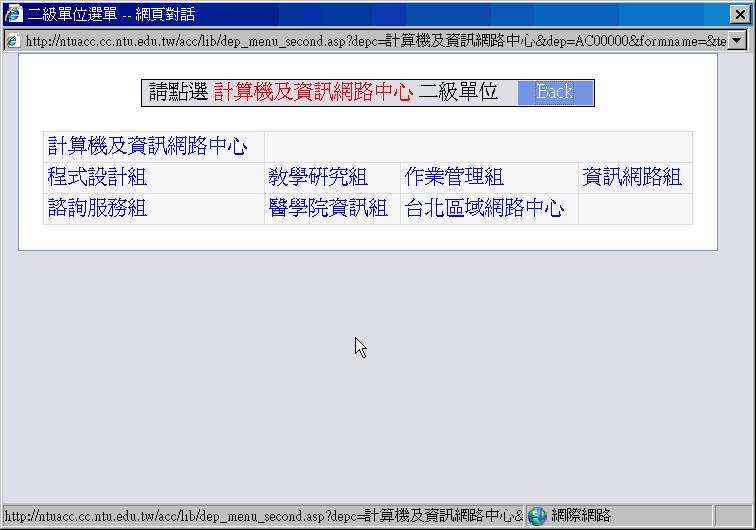 二級單位選單 -- 網頁對話
http://ntuacc.cc.ntu.edu.tw/acc/lib/dep_menu_second.asp?depc=計算機及資訊網路中心&dep=AC00000&formname=&te
請點選 計算機及資訊網路中心 二級單位 Back
計算機及資訊網路中心
程式設計組 教學研究組 作業管理組 資訊網路組
諮詢服務組 醫學院資訊組 台北區域網路中心
http://ntuacc.cc.ntu.edu.tw/acc/lib/dep_menu_second.asp?depc=計算機及資訊網路中心& 網際網路